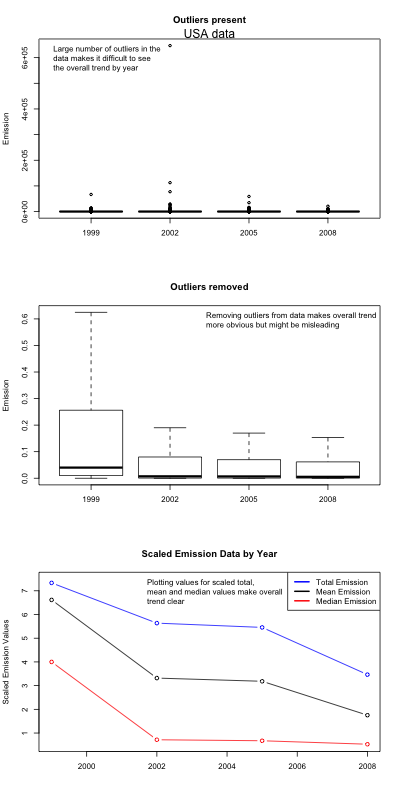 Outliers present
USA data
Large number of outliers in the
data makes it difficult to see
the overall trend by year
Emission
0e+00
2e+05
4e+05
6e+05
1999
2002
2005
2008
Outliers removed
Removing outliers from data makes overall trend
more obvious but might be misleading
Emission
0.0
0.1
0.2
0.3
0.4
0.5
0.6
1999
2002
2005
2008
Scaled Emission Data by Year
Plotting values for scaled total,
mean and median values make overall
trend clear
Total Emission
Mean Emission
Median Emission
Scaled Emission Values
1
2
3
4
5
6
7
2000
2002
2004
2006
2008